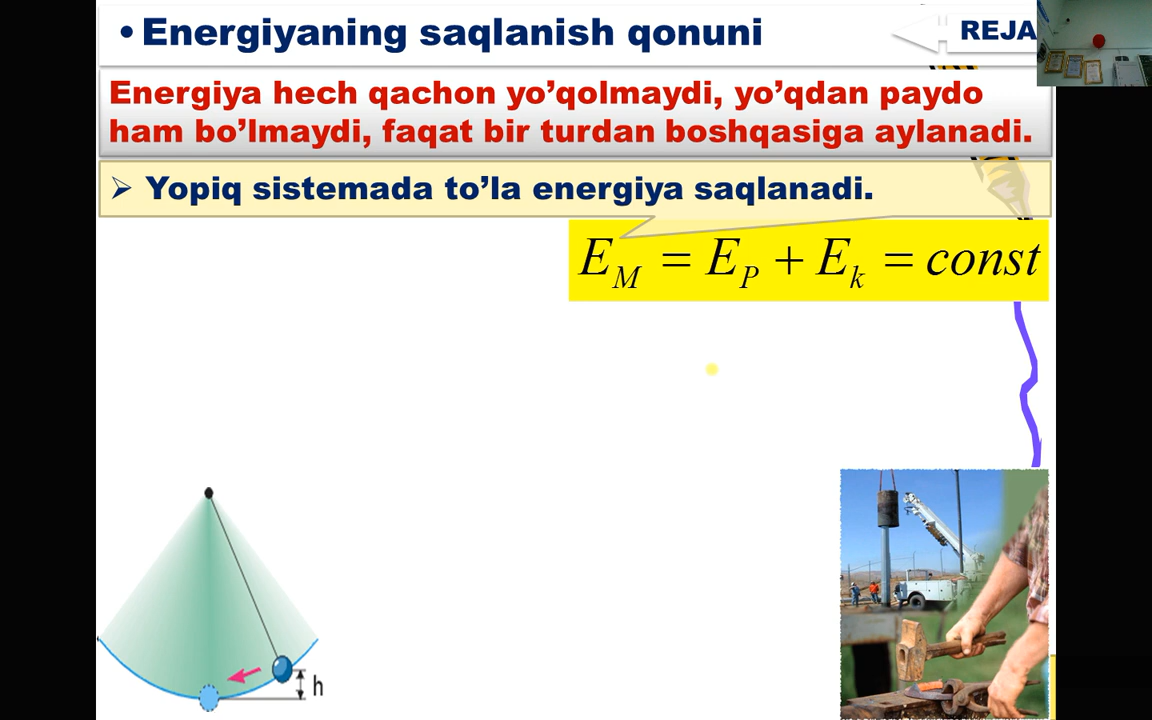 • Energiyaning saqlanish qonuni
REJA
Energiya hech qachon yo’qolmaydi, yo’qdan paydo
ham bo’lmaydi, faqat bir turdan boshqasiga aylanadi.
➢ Yopiq sistemada to’la energiya saqlanadi.
E_M = E_P + E_k = const
h